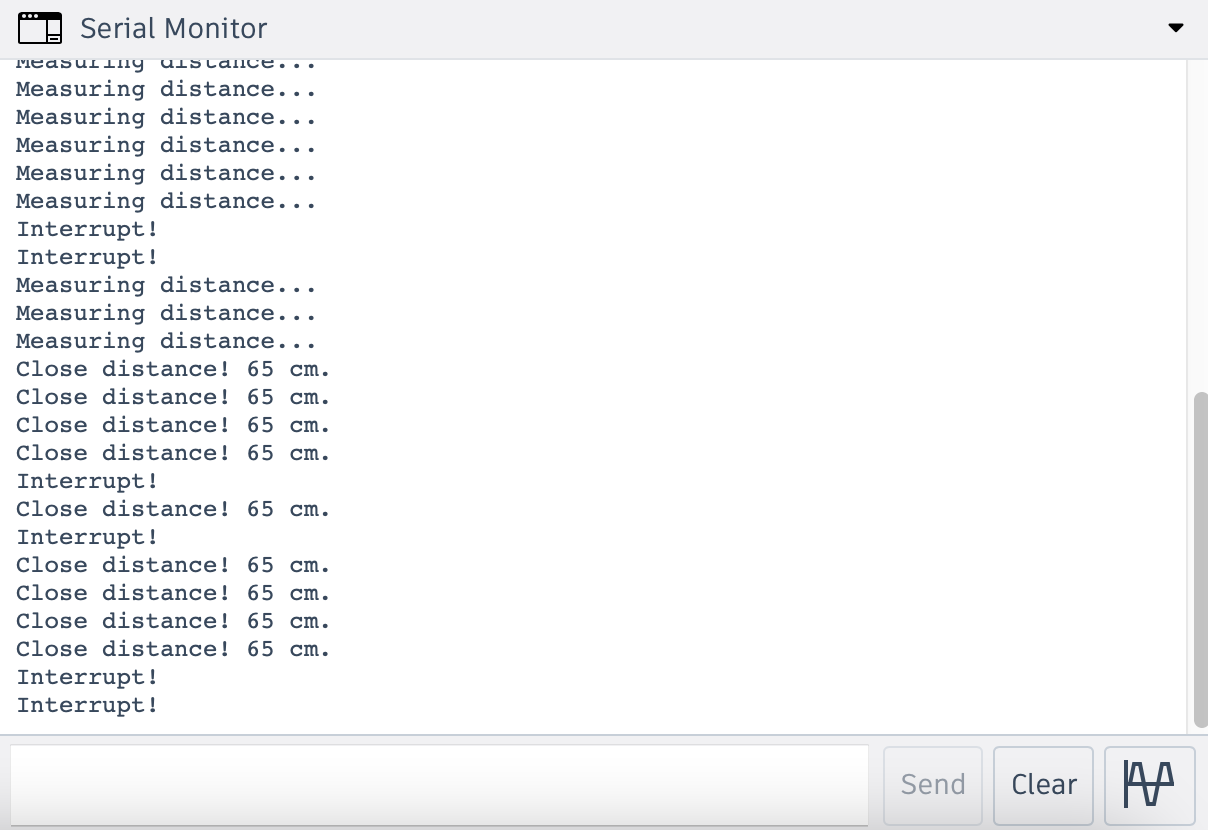 Serial Monitor
Measuring distance...
Measuring distance...
Measuring distance...
Measuring distance...
Measuring distance...
Measuring distance...
Interrupt!
Interrupt!
Measuring distance...
Measuring distance...
Measuring distance...
Close distance! 65 cm.
Close distance! 65 cm.
Close distance! 65 cm.
Close distance! 65 cm.
Interrupt!
Close distance! 65 cm.
Interrupt!
Close distance! 65 cm.
Close distance! 65 cm.
Close distance! 65 cm.
Close distance! 65 cm.
Interrupt!
Interrupt!
Send Clear